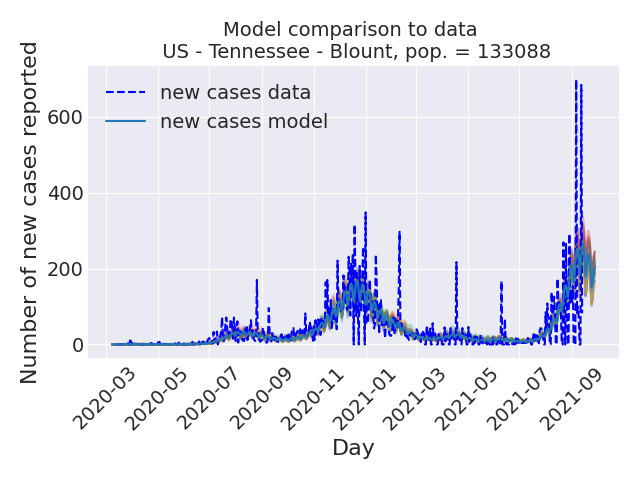 Model comparison to data
US - Tennessee - Blount, pop. = 133088
Number of new cases reported
600
400
200
0
new cases data
new cases model
2020-03
2020-05
2020-07
2020-09
2020-11
2021-01
2021-03
2021-05
2021-07
2021-09
Day